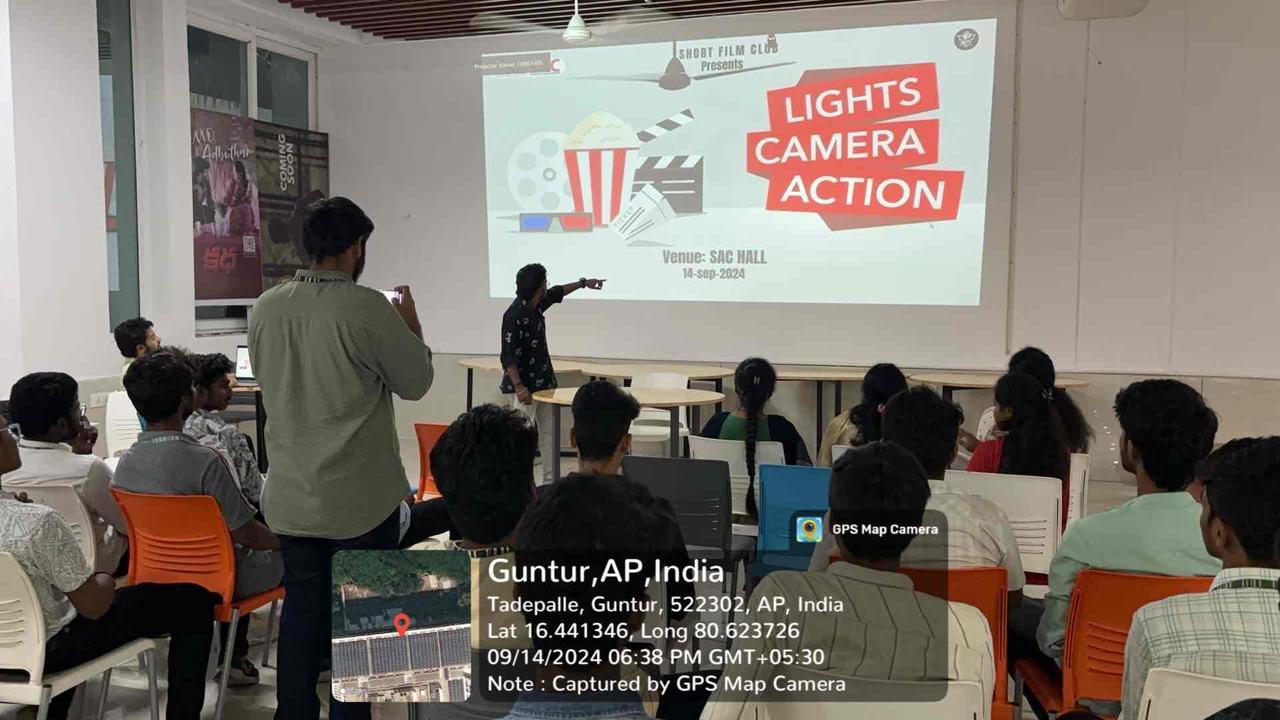 SHORT FILM CLUB
Presents
LIGHTS
CAMERA
ACTION
TICKET
Venue: SAC HALL
14-sep-2024
COMING
SOON
GPS Map Camera
Guntur,AP,India
Tadepalle, Guntur, 522302, AP, India
Lat 16.441346, Long 80.623726
09/14/2024 06:38 PM GMT+05:30
Note : Captured by GPS Map Camera